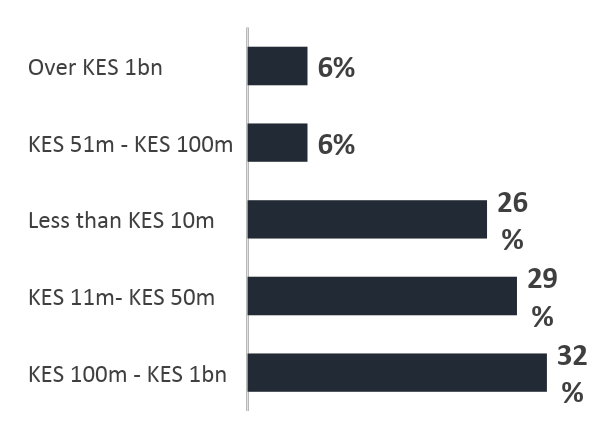 Over KES 1bn 6%
KES 51m - KES 100m 6%
Less than KES 10m 26
%
KES 11m- KES 50m 29
%
KES 100m - KES 1bn 32
%